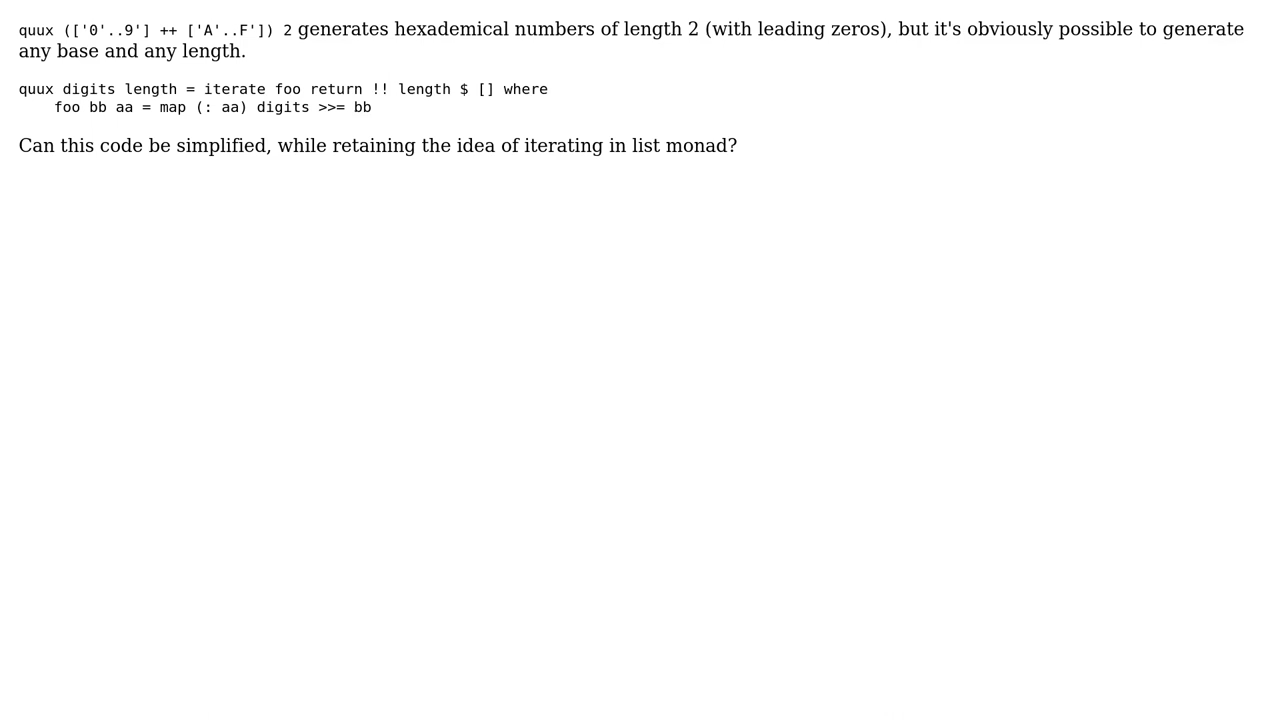 quux (['0'..9'] ++ ['A'..F']) 2 generates hexademical numbers of length 2 (with leading zeros), but it's obviously possible to generate
any base and any length.
quux digits length = iterate foo return !! length $ [] where
    foo bb aa = map (: aa) digits >>= bb
Can this code be simplified, while retaining the idea of iterating in list monad?